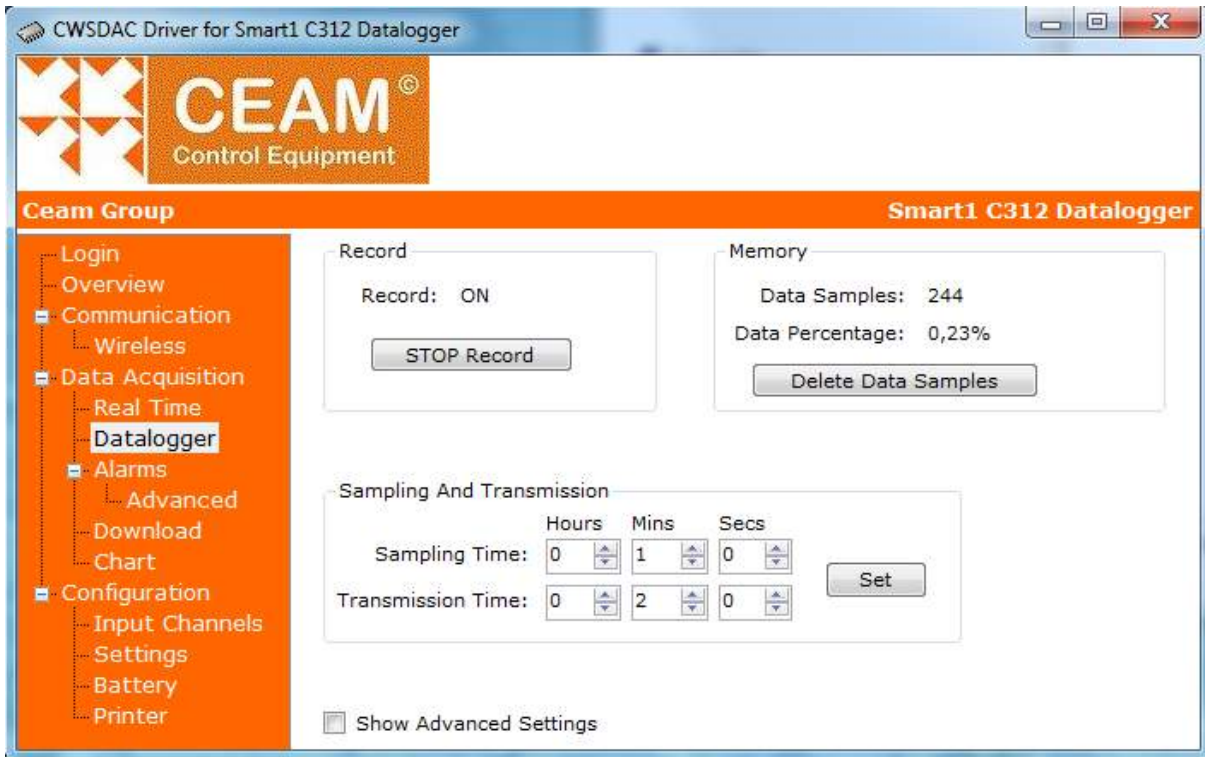 CWSDAC Driver for Smart1 C312 Datalogger
CEAM©
Control Equipment
Ceam Group
Smart1 C312 Datalogger
Login
Overview
Communication
Wireless
Data Acquisition
Real Time
Datalogger
Alarms
Advanced
Download
Chart
Configuration
Input Channels
Settings
Battery
Printer
Record
Record: ON
STOP Record
Memory
Data Samples: 244
Data Percentage: 0,23%
Delete Data Samples
Sampling And Transmission
Hours Mins Secs
Sampling Time: 0 1 0
Transmission Time: 0 2 0
Set
Show Advanced Settings